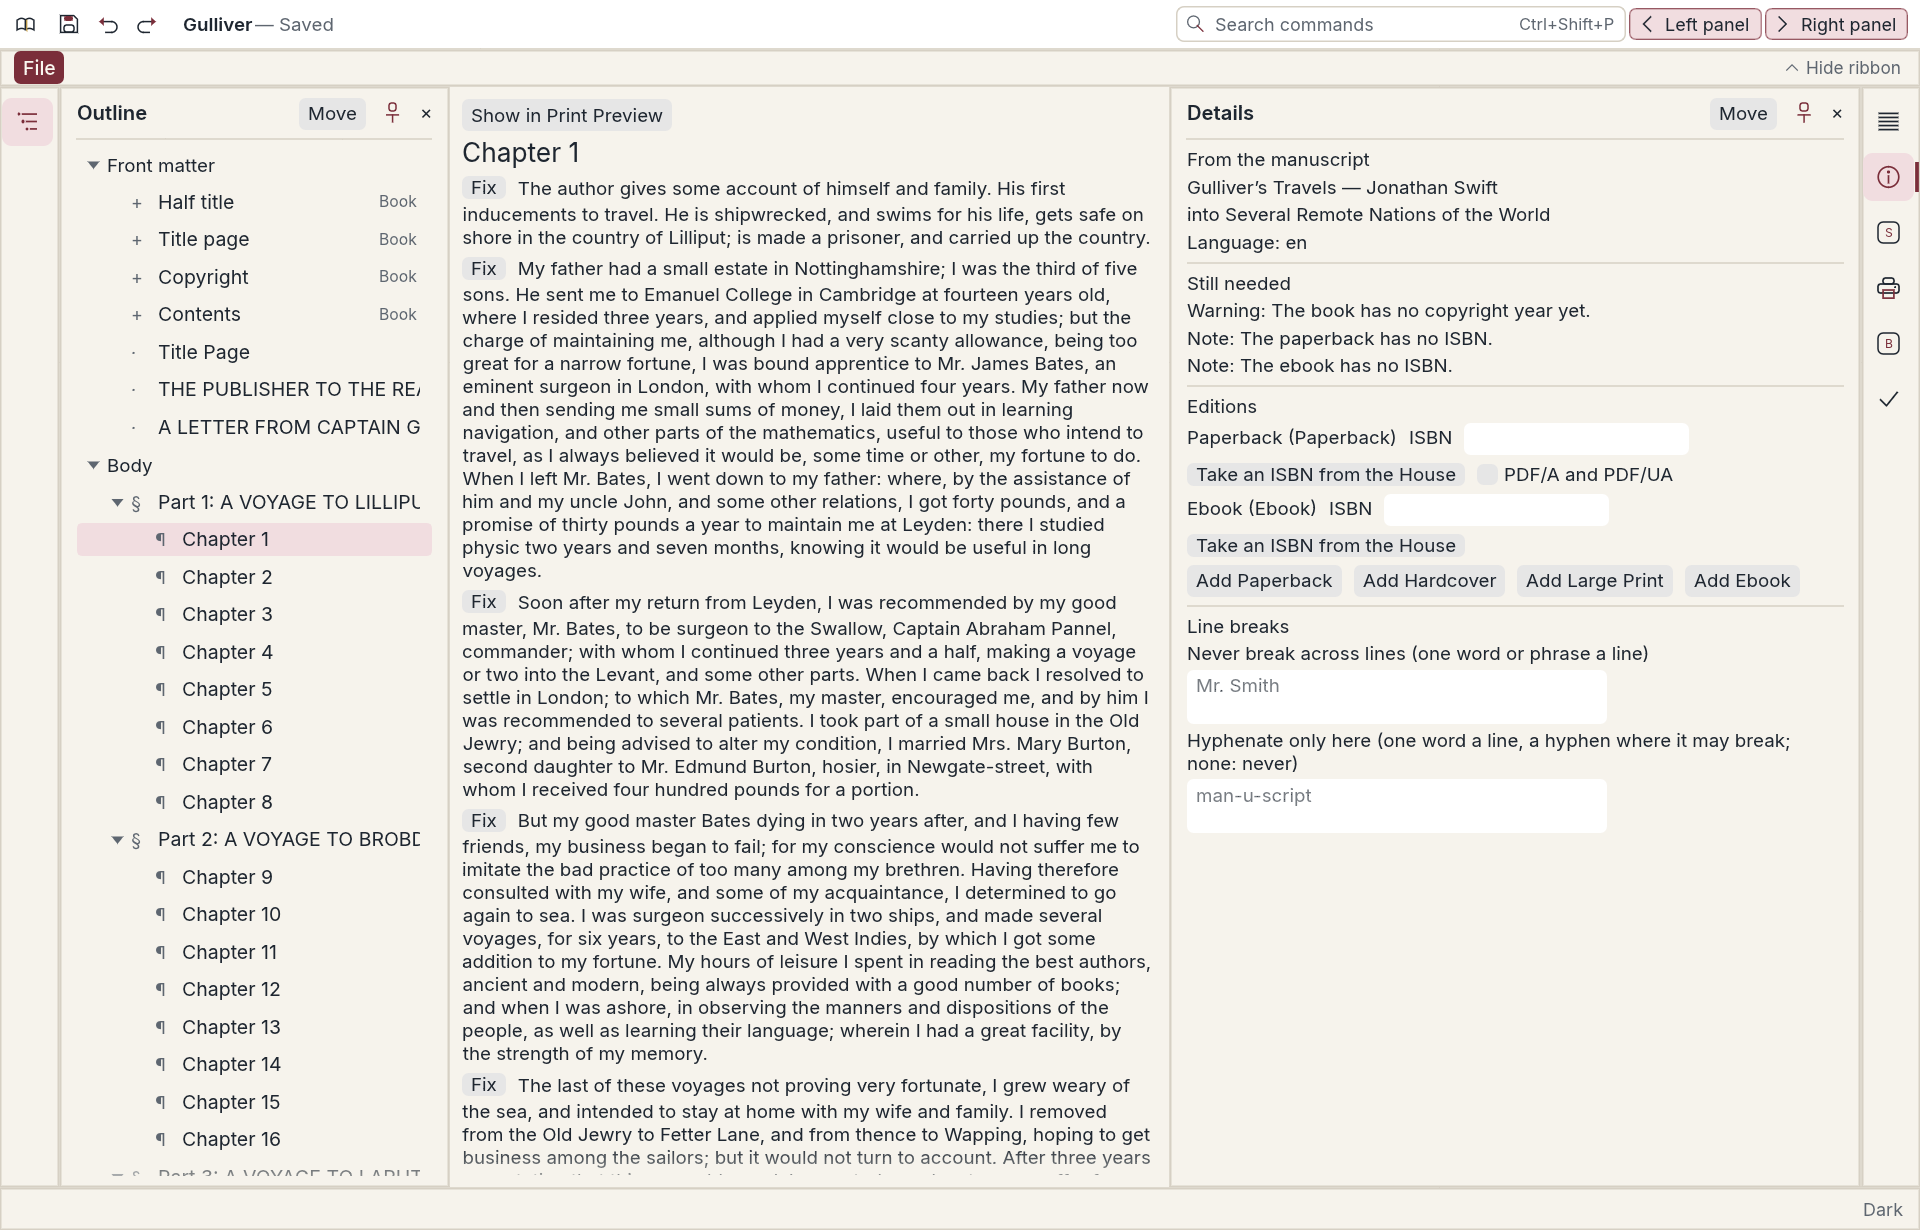 Gulliver — Saved
Search commands Ctrl+Shift+P
Left panel
Right panel
File
Hide ribbon
Outline
Move
×
Front matter
+ Half title Book
+ Title page Book
+ Copyright Book
+ Contents Book
· Title Page
· THE PUBLISHER TO THE REA
· A LETTER FROM CAPTAIN G
Body
§ Part 1: A VOYAGE TO LILLIPU
¶ Chapter 1
¶ Chapter 2
¶ Chapter 3
¶ Chapter 4
¶ Chapter 5
¶ Chapter 6
¶ Chapter 7
¶ Chapter 8
§ Part 2: A VOYAGE TO BROBD
¶ Chapter 9
¶ Chapter 10
¶ Chapter 11
¶ Chapter 12
¶ Chapter 13
¶ Chapter 14
¶ Chapter 15
¶ Chapter 16
§ Part 3: A VOYAGE TO LAPUT
Show in Print Preview
Chapter 1
Fix The author gives some account of himself and family. His first
inducements to travel. He is shipwrecked, and swims for his life, gets safe on
shore in the country of Lilliput; is made a prisoner, and carried up the country.
Fix My father had a small estate in Nottinghamshire; I was the third of five
sons. He sent me to Emanuel College in Cambridge at fourteen years old,
where I resided three years, and applied myself close to my studies; but the
charge of maintaining me, although I had a very scanty allowance, being too
great for a narrow fortune, I was bound apprentice to Mr. James Bates, an
eminent surgeon in London, with whom I continued four years. My father now
and then sending me small sums of money, I laid them out in learning
navigation, and other parts of the mathematics, useful to those who intend to
travel, as I always believed it would be, some time or other, my fortune to do.
When I left Mr. Bates, I went down to my father: where, by the assistance of
him and my uncle John, and some other relations, I got forty pounds, and a
promise of thirty pounds a year to maintain me at Leyden: there I studied
physic two years and seven months, knowing it would be useful in long
voyages.
Fix Soon after my return from Leyden, I was recommended by my good
master, Mr. Bates, to be surgeon to the Swallow, Captain Abraham Pannel,
commander; with whom I continued three years and a half, making a voyage
or two into the Levant, and some other parts. When I came back I resolved to
settle in London; to which Mr. Bates, my master, encouraged me, and by him I
was recommended to several patients. I took part of a small house in the Old
Jewry; and being advised to alter my condition, I married Mrs. Mary Burton,
second daughter to Mr. Edmund Burton, hosier, in Newgate-street, with
whom I received four hundred pounds for a portion.
Fix But my good master Bates dying in two years after, and I having few
friends, my business began to fail; for my conscience would not suffer me to
imitate the bad practice of too many among my brethren. Having therefore
consulted with my wife, and some of my acquaintance, I determined to go
again to sea. I was surgeon successively in two ships, and made several
voyages, for six years, to the East and West Indies, by which I got some
addition to my fortune. My hours of leisure I spent in reading the best authors,
ancient and modern, being always provided with a good number of books;
and when I was ashore, in observing the manners and dispositions of the
people, as well as learning their language; wherein I had a great facility, by
the strength of my memory.
Fix The last of these voyages not proving very fortunate, I grew weary of
the sea, and intended to stay at home with my wife and family. I removed
from the Old Jewry to Fetter Lane, and from thence to Wapping, hoping to get
business among the sailors; but it would not turn to account. After three years
Details
Move
×
From the manuscript
Gulliver’s Travels — Jonathan Swift
into Several Remote Nations of the World
Language: en
Still needed
Warning: The book has no copyright year yet.
Note: The paperback has no ISBN.
Note: The ebook has no ISBN.
Editions
Paperback (Paperback) ISBN
Take an ISBN from the House PDF/A and PDF/UA
Ebook (Ebook) ISBN
Take an ISBN from the House
Add Paperback Add Hardcover Add Large Print Add Ebook
Line breaks
Never break across lines (one word or phrase a line)
Mr. Smith
Hyphenate only here (one word a line, a hyphen where it may break;
none: never)
man-u-script
S
B
Dark